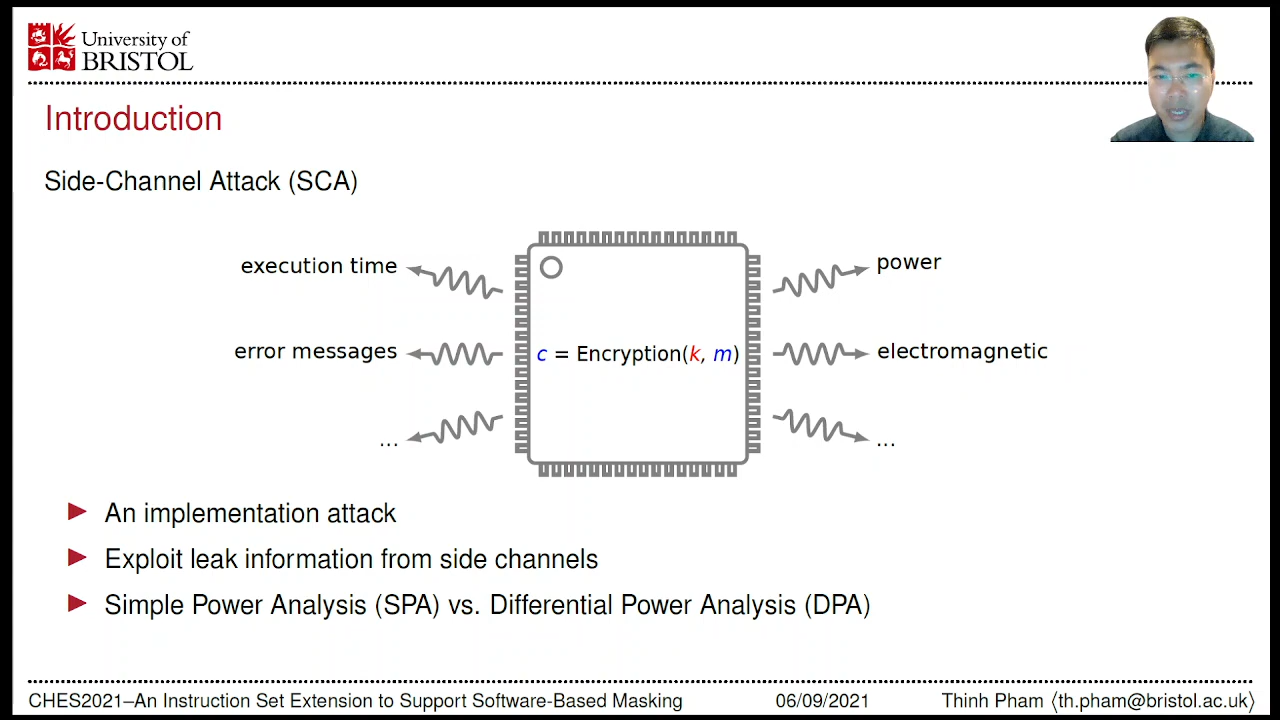 University of
BRISTOL
Introduction
Side-Channel Attack (SCA)
execution time
power
c = Encryption(k, m)
error messages
electromagnetic
...
...
An implementation attack
Exploit leak information from side channels
Simple Power Analysis (SPA) vs. Differential Power Analysis (DPA)
CHES2021–An Instruction Set Extension to Support Software-Based Masking
06/09/2021
Thinh Pham ⟨th.pham@bristol.ac.uk⟩